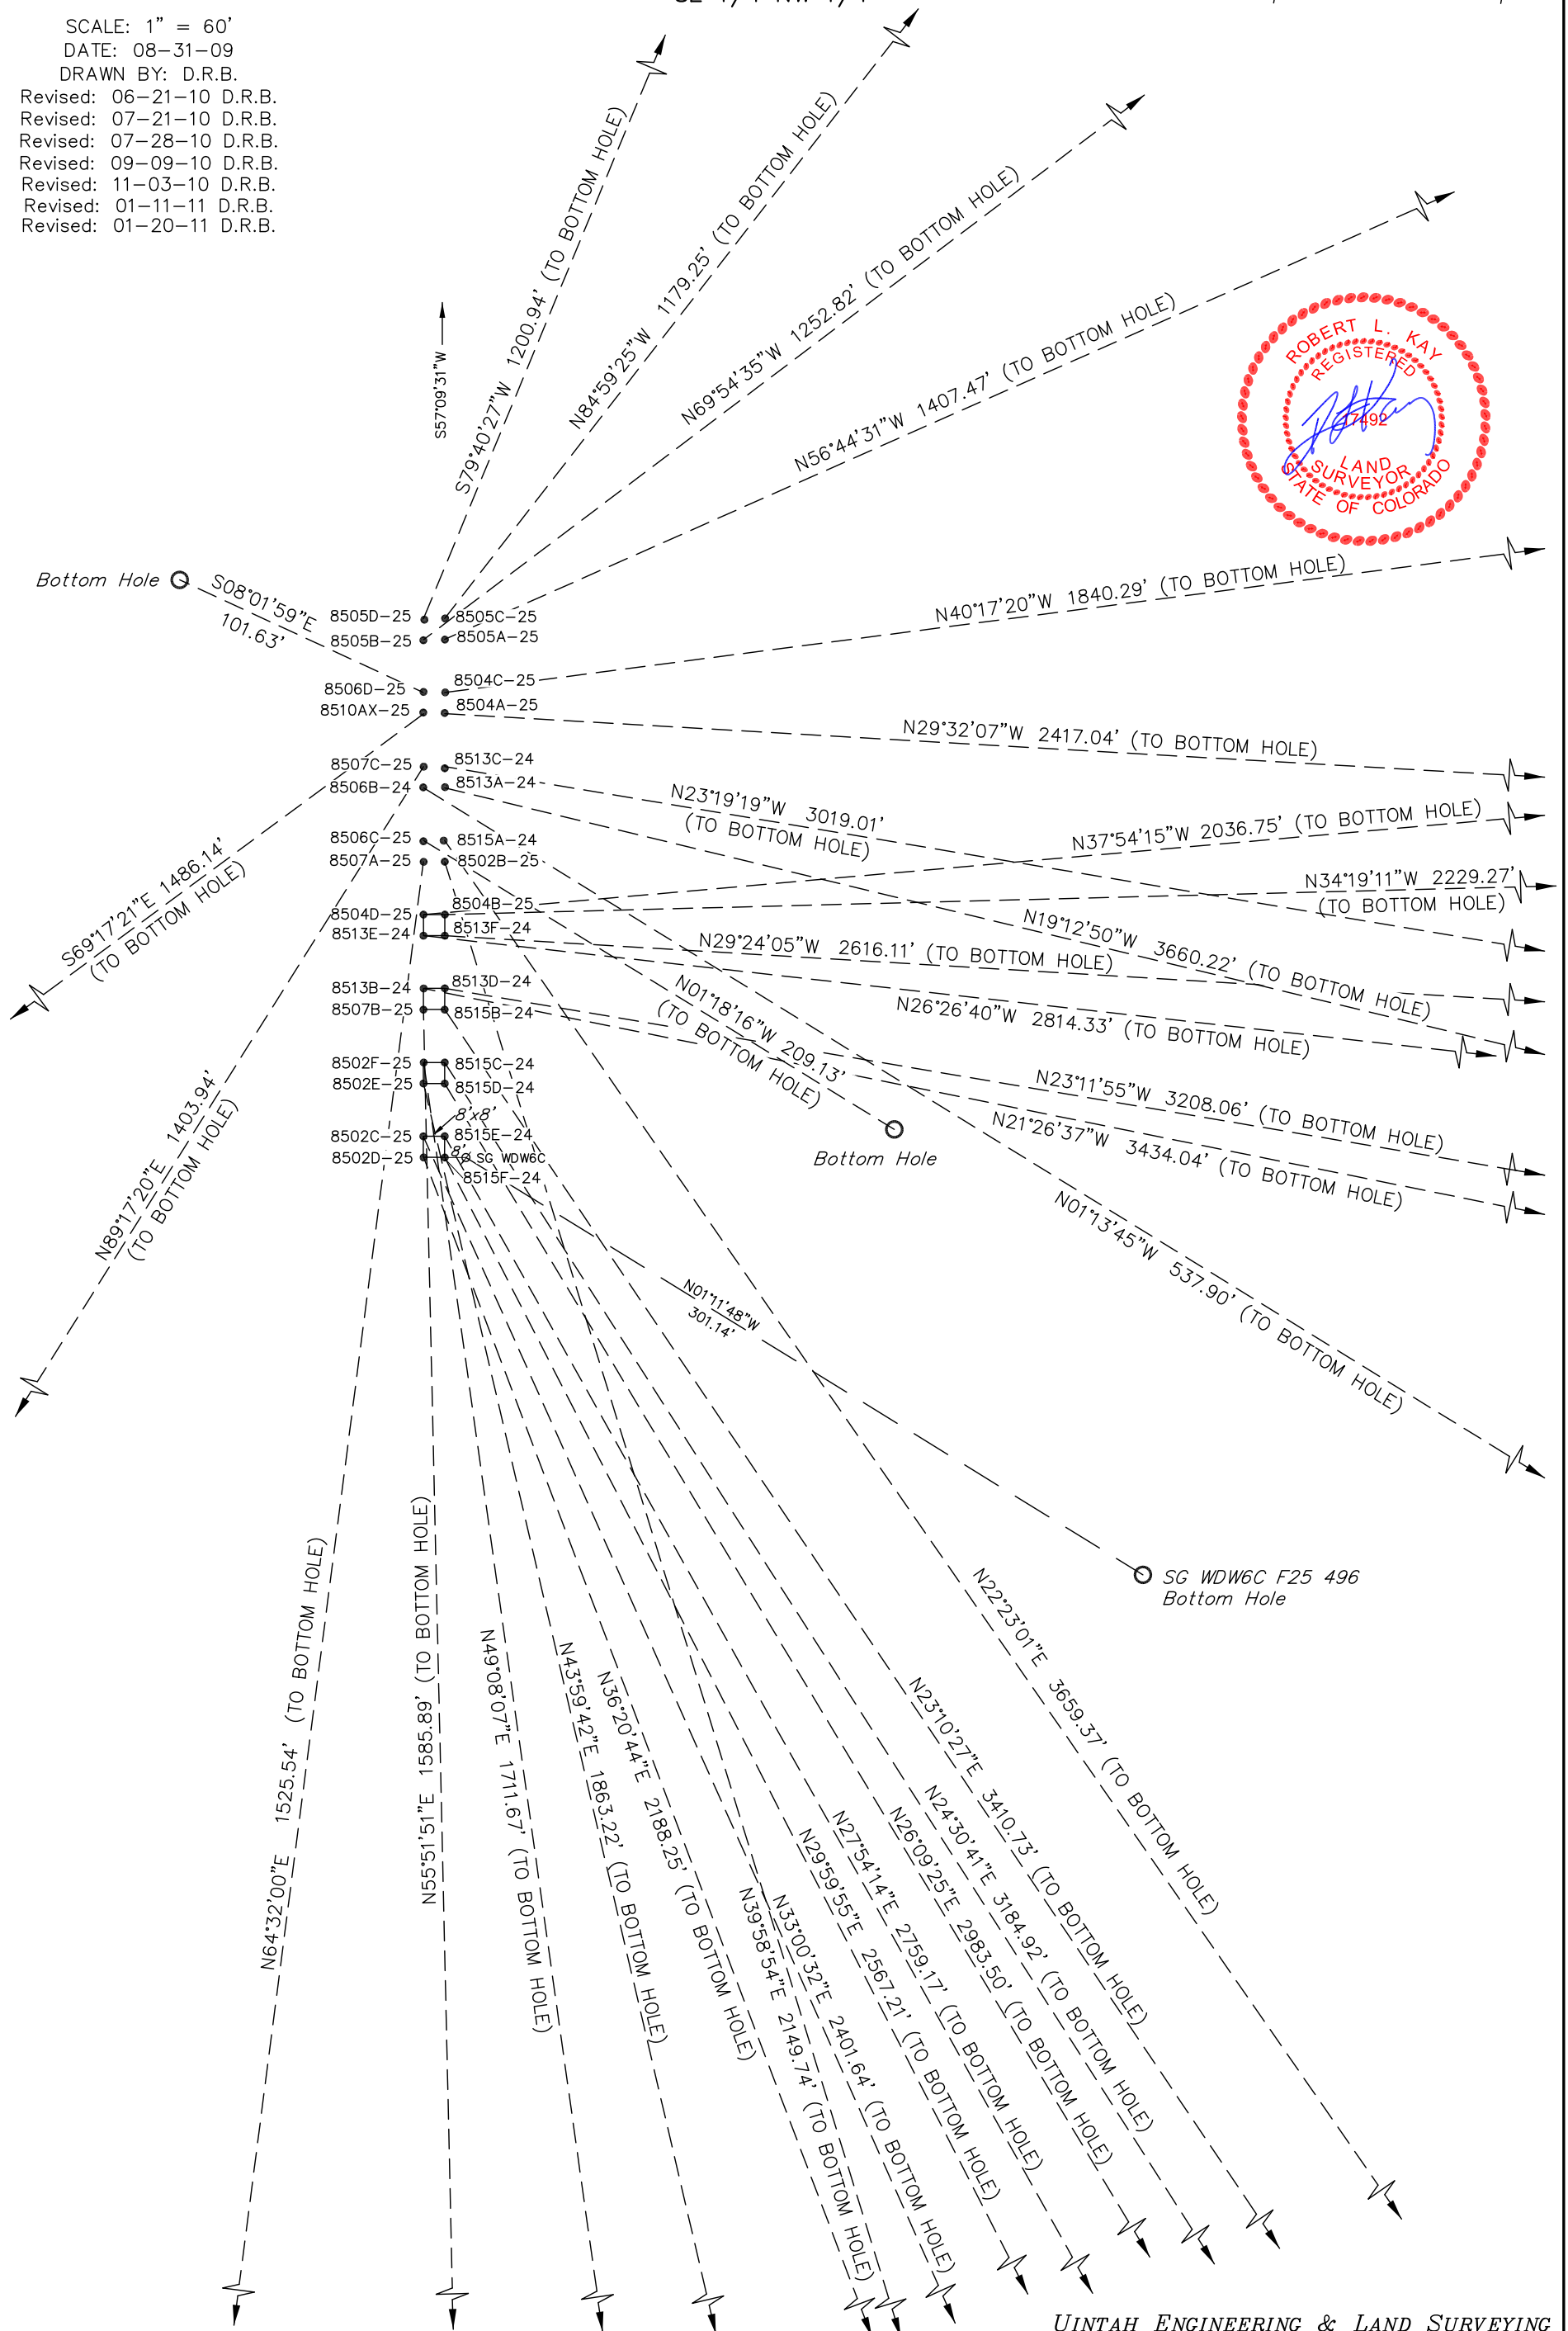 SCALE: 1" = 60'
DATE: 08-31-09
DRAWN BY: D.R.B.
Revised: 06-21-10 D.R.B.
Revised: 07-21-10 D.R.B.
Revised: 07-28-10 D.R.B.
Revised: 09-09-10 D.R.B.
Revised: 11-03-10 D.R.B.
Revised: 01-11-11 D.R.B.
Revised: 01-20-11 D.R.B.
S57°09'31"W
S79°40'27"W 1200.94' (TO BOTTOM HOLE)
N84°59'25"W 1179.25' (TO BOTTOM HOLE)
N69°54'35"W 1252.82' (TO BOTTOM HOLE)
N56°44'31"W 1407.47' (TO BOTTOM HOLE)
ROBERT L. KAY
REGISTERED
17492
LAND
SURVEYOR
STATE OF COLORADO
N40°17'20"W 1840.29' (TO BOTTOM HOLE)
Bottom Hole
S08°01'59"E
101.63'
8505D-25
8505C-25
8505B-25
8505A-25
8506D-25
8504C-25
8510AX-25
8504A-25
N29°32'07"W 2417.04' (TO BOTTOM HOLE)
8507C-25
8513C-24
8506B-24
8513A-24
N23°19'19"W 3019.01'
(TO BOTTOM HOLE)
N37°54'15"W 2036.75' (TO BOTTOM HOLE)
8506C-25
8515A-24
8507A-25
8502B-25
N34°19'11"W 2229.27'
(TO BOTTOM HOLE)
S69°17'21"E 1486.14'
(TO BOTTOM HOLE)
8504D-25
8504B-25
8513E-24
8513F-24
N19°12'50"W 3660.22' (TO BOTTOM HOLE)
N29°24'05"W 2616.11' (TO BOTTOM HOLE)
8513B-24
8513D-24
8507B-25
8515B-24
N01°18'16"W 209.13'
(TO BOTTOM HOLE)
N26°26'40"W 2814.33' (TO BOTTOM HOLE)
8502F-25
8515C-24
8502E-25
8515D-24
N23°11'55"W 3208.06' (TO BOTTOM HOLE)
N21°26'37"W 3434.04' (TO BOTTOM HOLE)
8'x8'
8502C-25
8515E-24
8'
SG WDW6C
8502D-25
8515F-24
Bottom Hole
N89°17'20"E 1403.94'
(TO BOTTOM HOLE)
N01°13'45"W 537.90' (TO BOTTOM HOLE)
N01°11'48"W
301.14'
SG WDW6C F25 496
Bottom Hole
N64°32'00"E 1525.54' (TO BOTTOM HOLE)
N55°51'51"E 1585.89' (TO BOTTOM HOLE)
N49°08'07"E 1711.67' (TO BOTTOM HOLE)
N43°59'42"E 1863.22' (TO BOTTOM HOLE)
N36°20'44"E 2188.25' (TO BOTTOM HOLE)
N39°58'54"E 2149.74' (TO BOTTOM HOLE)
N33°00'32"E 2401.64' (TO BOTTOM HOLE)
N29°59'55"E 2567.21' (TO BOTTOM HOLE)
N27°54'14"E 2759.17' (TO BOTTOM HOLE)
N26°09'25"E 2983.50' (TO BOTTOM HOLE)
N24°30'41"E 3184.92' (TO BOTTOM HOLE)
N23°10'27"E 3410.73' (TO BOTTOM HOLE)
N22°23'01"E 3659.37' (TO BOTTOM HOLE)
UINTAH ENGINEERING & LAND SURVEYING